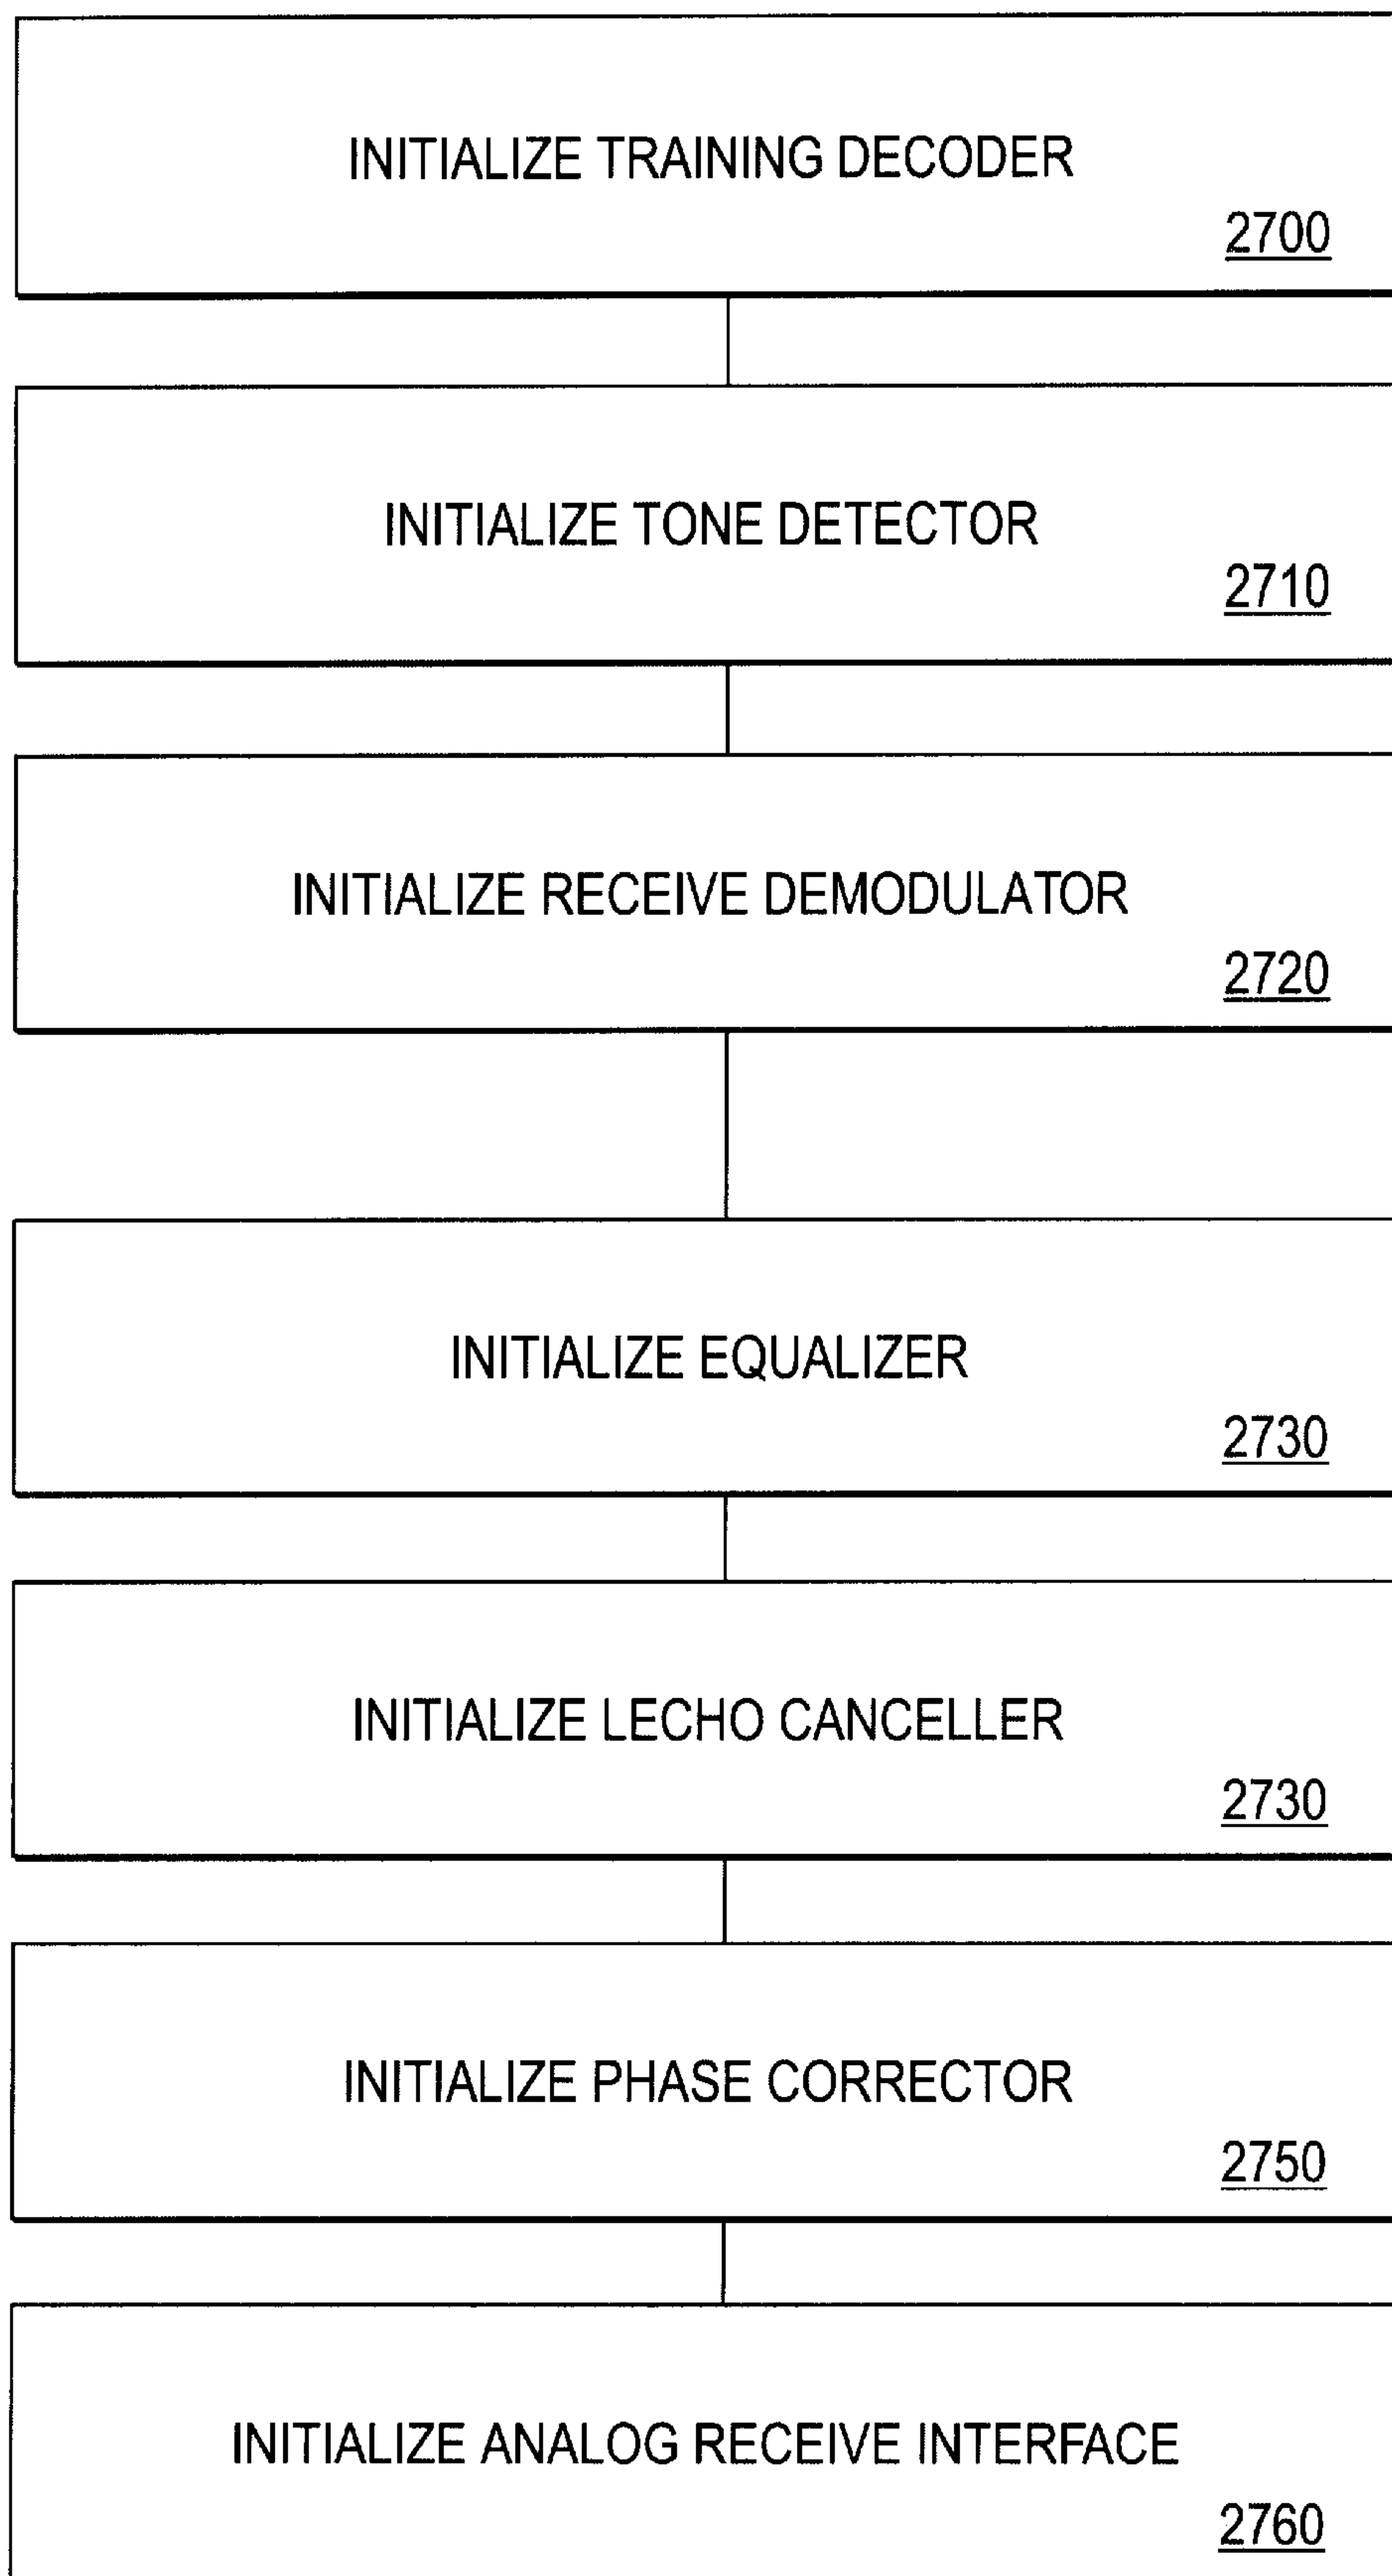 INITIALIZE TRAINING DECODER
2700
INITIALIZE TONE DETECTOR
2710
INITIALIZE RECEIVE DEMODULATOR
2720
INITIALIZE EQUALIZER
2730
INITIALIZE LECHO CANCELLER
2730
INITIALIZE PHASE CORRECTOR
2750
INITIALIZE ANALOG RECEIVE INTERFACE
2760